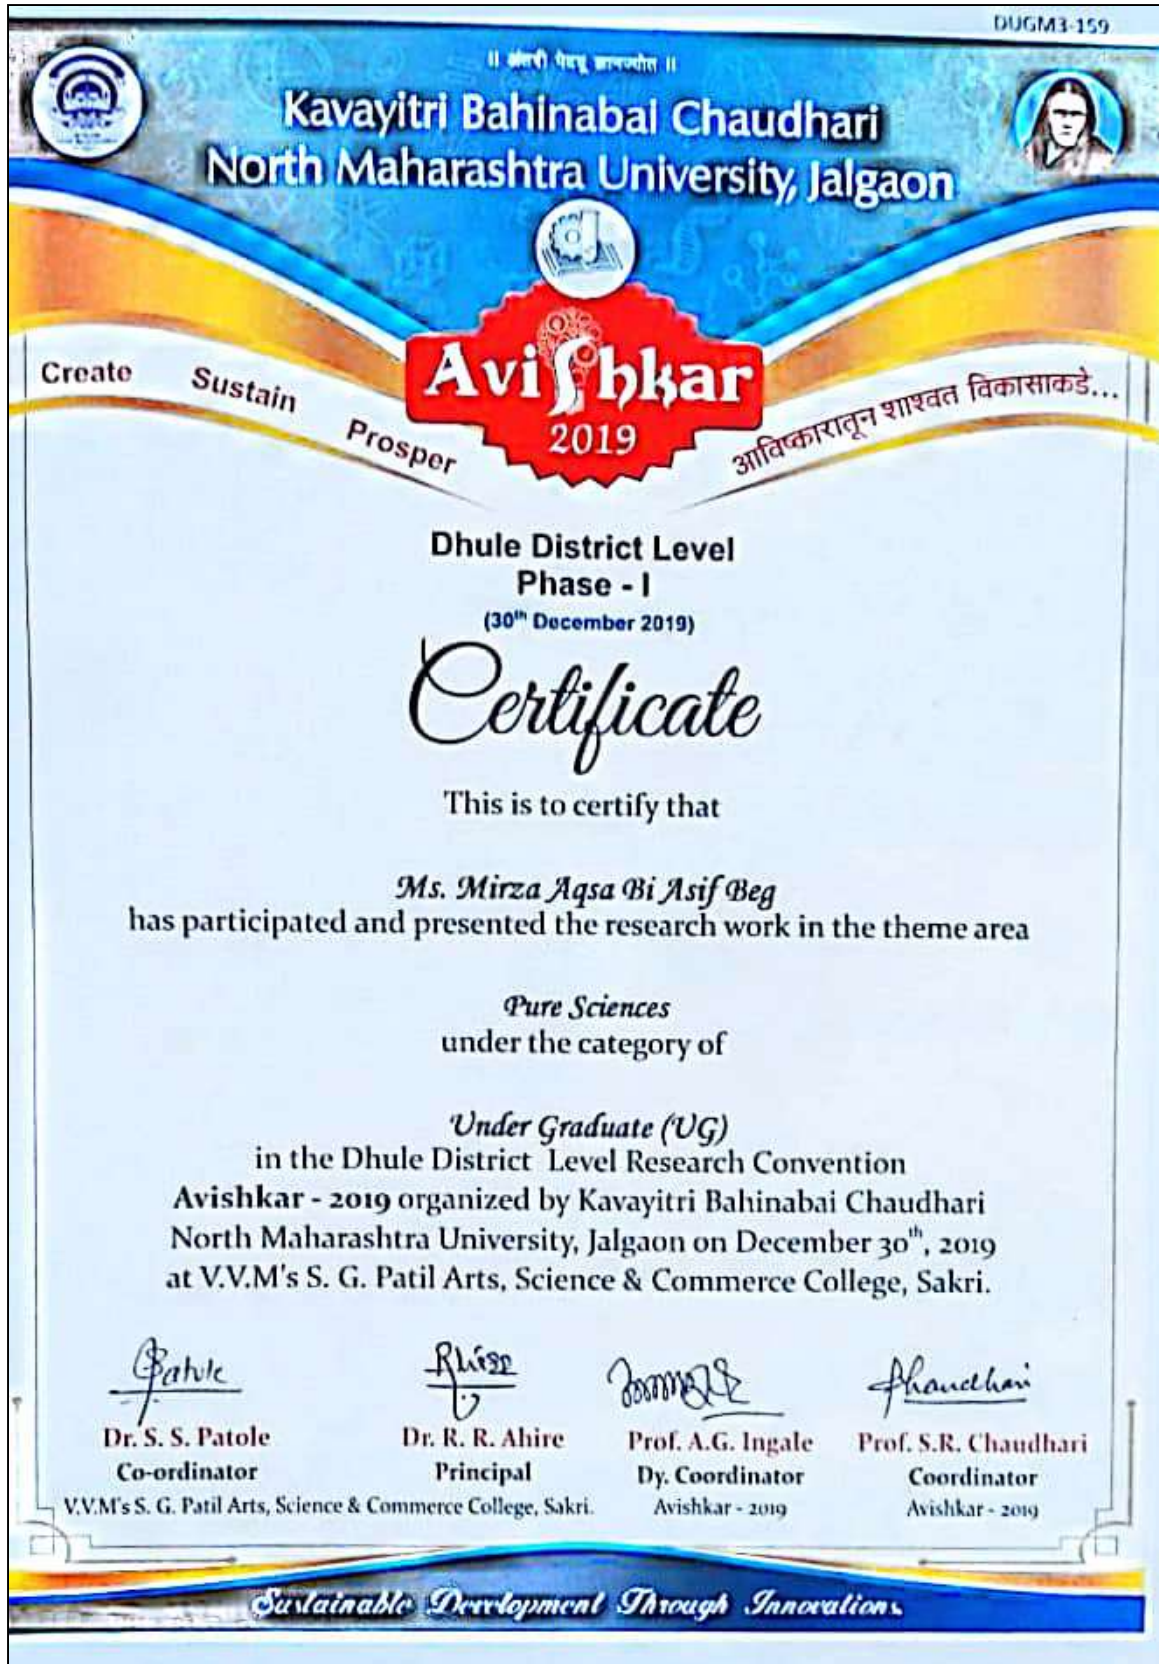 DUGM3-159
॥ अंतरी पेटवू ज्ञानज्योत ॥
Kavayitri Bahinabai Chaudhari
North Maharashtra University, Jalgaon
Avishkar
2019
Create Sustain Prosper
आविष्कारातून शाश्वत विकासाकडे...
Dhule District Level
Phase - I
(30th December 2019)
Certificate
This is to certify that
Ms. Mirza Aqsa Bi Asif Beg
has participated and presented the research work in the theme area
Pure Sciences
under the category of
Under Graduate (UG)
in the Dhule District Level Research Convention
Avishkar - 2019 organized by Kavayitri Bahinabai Chaudhari
North Maharashtra University, Jalgaon on December 30th, 2019
at V.V.M's S. G. Patil Arts, Science & Commerce College, Sakri.
Patole
Chaudhari
Dr. S. S. Patole Dr. R. R. Ahire Prof. A.G. Ingale Prof. S.R. Chaudhari
Co-ordinator Principal Dy. Coordinator Coordinator
V.V.M's S. G. Patil Arts, Science & Commerce College, Sakri. Avishkar - 2019 Avishkar - 2019
Sustainable Development Through Innovations